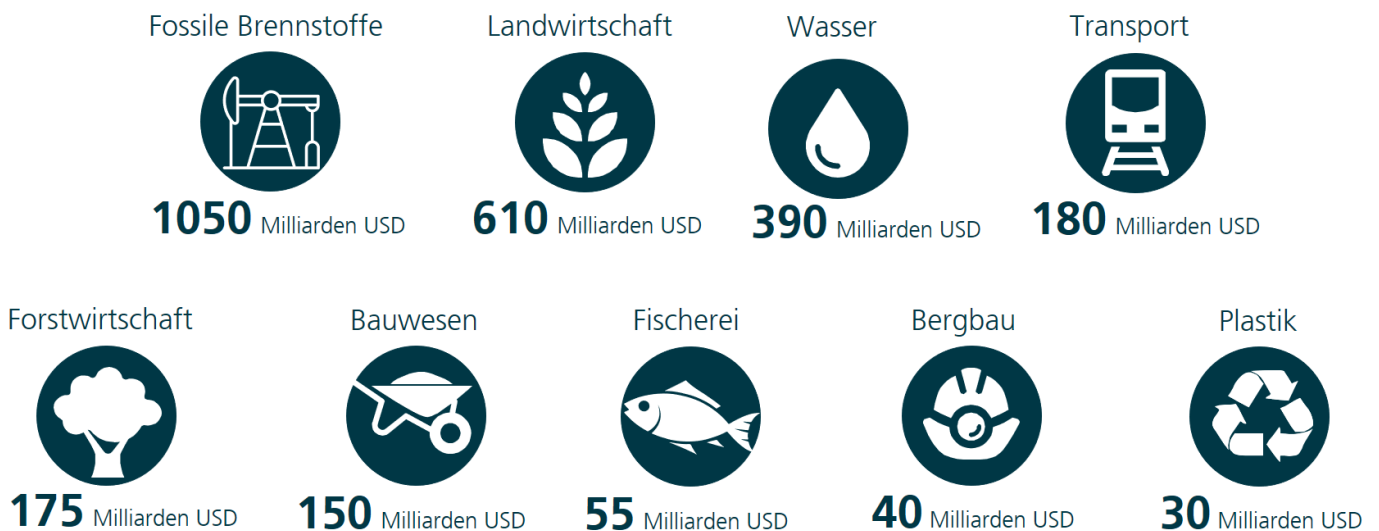 Fossile Brennstoffe
1050 Milliarden USD
Landwirtschaft
610 Milliarden USD
Wasser
390 Milliarden USD
Transport
180 Milliarden USD
Forstwirtschaft
175 Milliarden USD
Bauwesen
150 Milliarden USD
Fischerei
55 Milliarden USD
Bergbau
40 Milliarden USD
Plastik
30 Milliarden USD